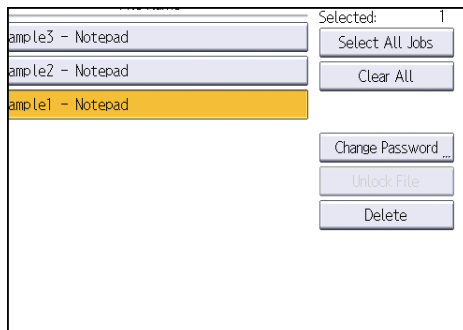 Selected: 1
ample3 - Notepad
Select All Jobs
ample2 - Notepad
Clear All
ample1 - Notepad
Change Password
Unlock File
Delete